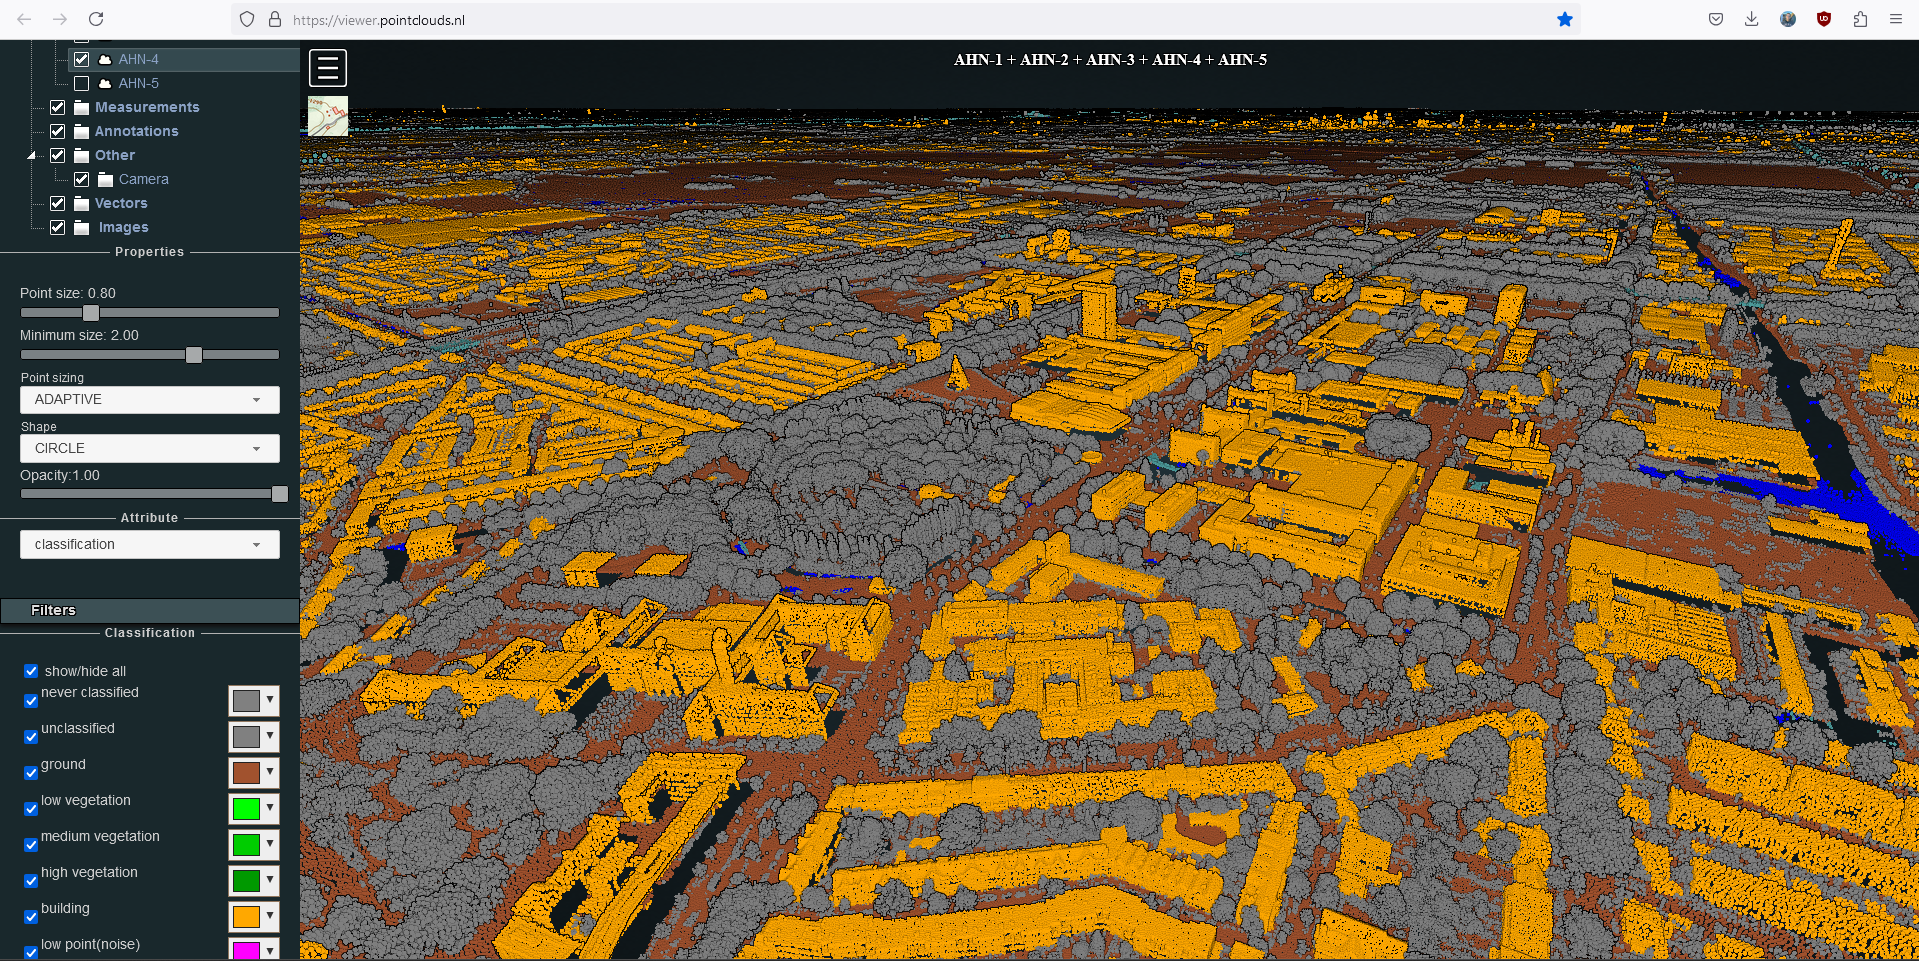 https://viewer.pointclouds.nl
AHN-1 + AHN-2 + AHN-3 + AHN-4 + AHN-5
AHN-4
AHN-5
Measurements
Annotations
Other
Camera
Vectors
Images
Properties
Point size: 0.80
Minimum size: 2.00
Point sizing
ADAPTIVE
Shape
CIRCLE
Opacity:1.00
Attribute
classification
Filters
Classification
show/hide all
never classified
unclassified
ground
low vegetation
medium vegetation
high vegetation
building
low point(noise)